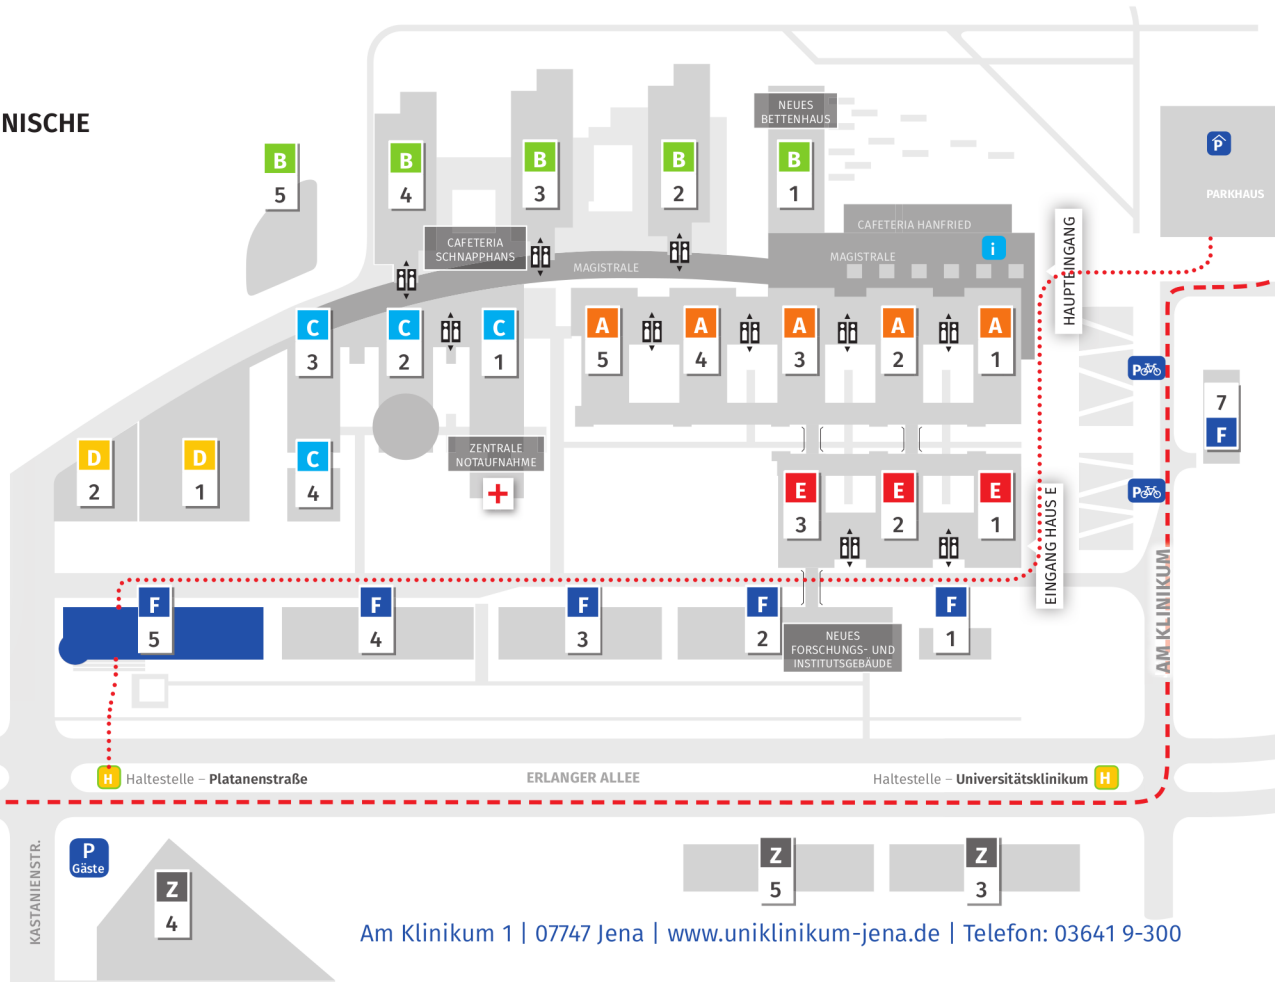 NISCHE
NEUES
BETTENHAUS
B
5
B
4
B
3
B
2
B
1
P
PARKHAUS
CAFETERIA
SCHNAPPHANS
MAGISTRALE
CAFETERIA HANFRIED
MAGISTRALE
i
HAUPTEINGANG
C
3
C
2
C
1
A
5
A
4
A
3
A
2
A
1
P
7
F
D
2
D
1
C
4
ZENTRALE
NOTAUFNAHME
E
3
E
2
E
1
P
EINGANG HAUS E
AM KLINIKUM
F
5
F
4
F
3
F
2
F
1
NEUES
FORSCHUNGS- UND
INSTITUTSGEBÄUDE
H Haltestelle – Platanenstraße
ERLANGER ALLEE
Haltestelle – Universitätsklinikum H
KASTANIENSTR.
P
Gäste
Z
4
Z
5
Z
3
Am Klinikum 1 | 07747 Jena | www.uniklinikum-jena.de | Telefon: 03641 9-300